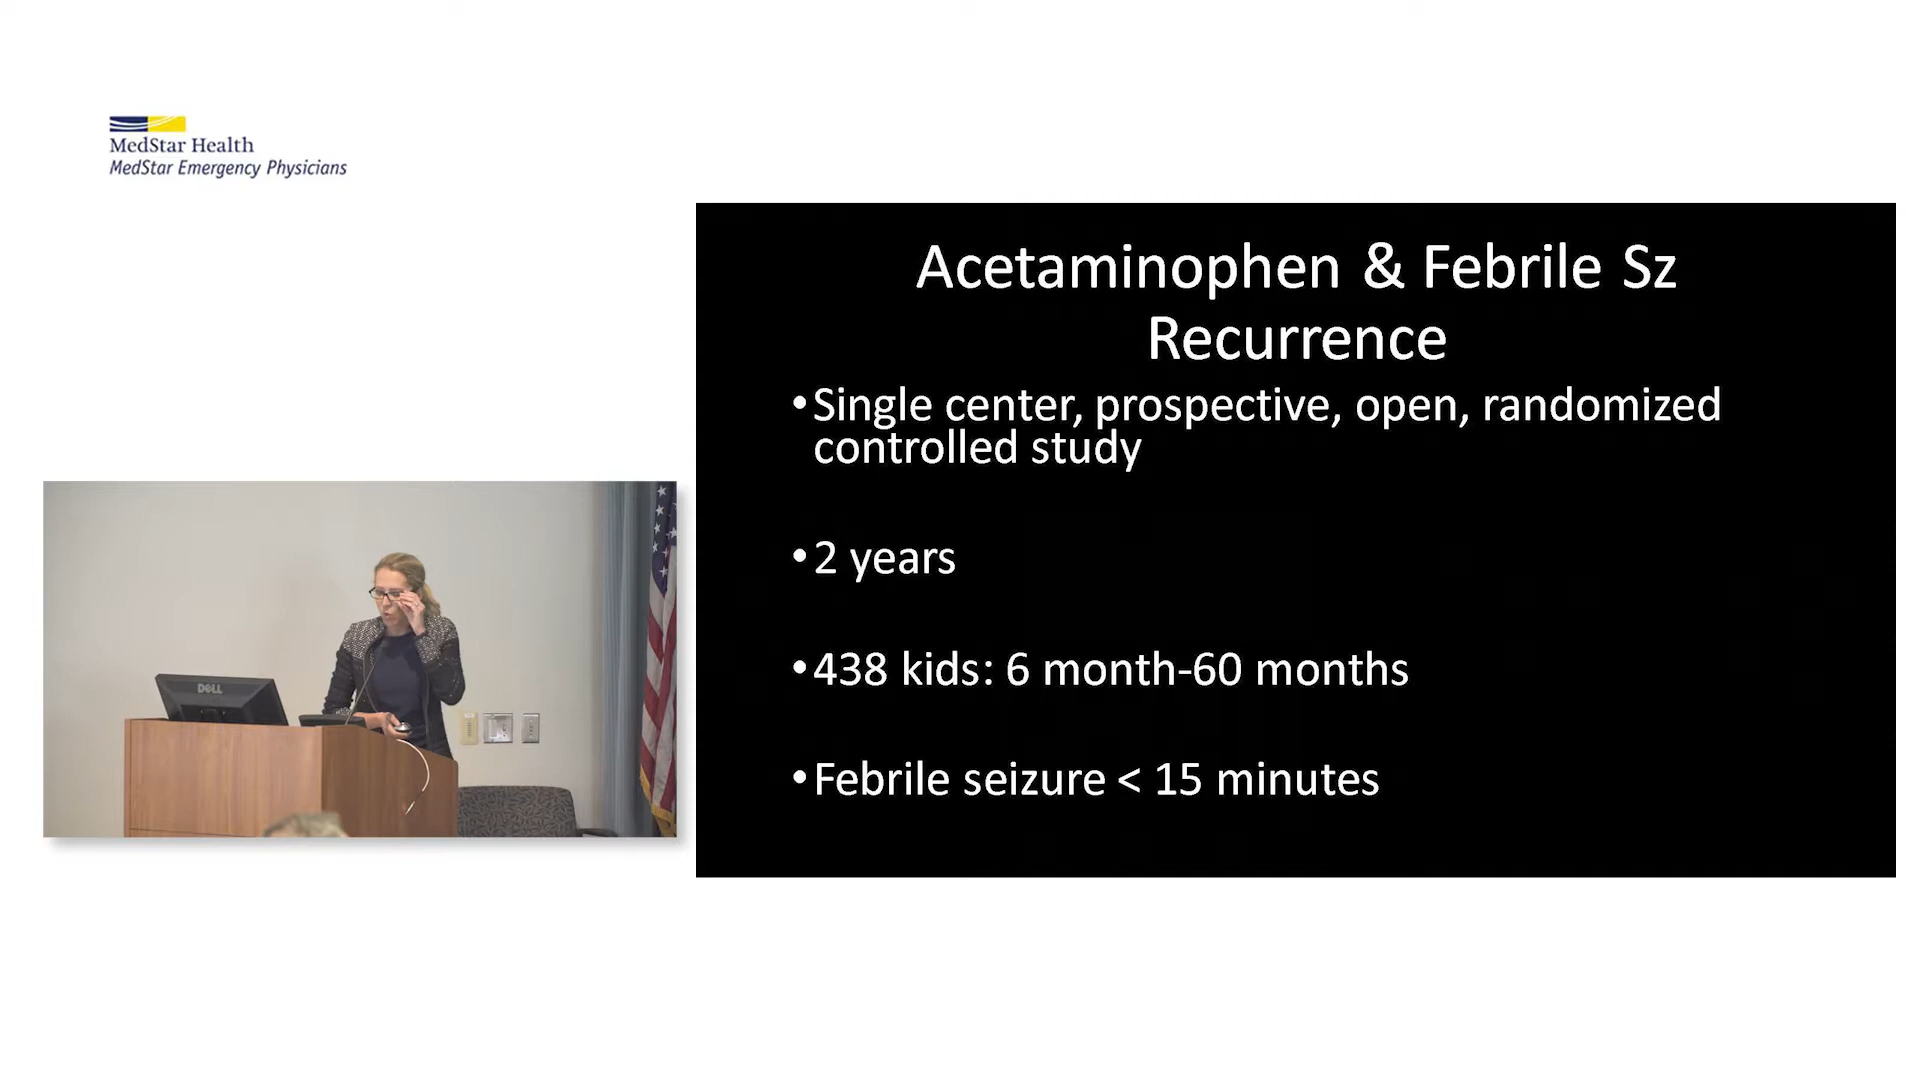 MedStar Health
MedStar Emergency Physicians
Acetaminophen & Febrile Sz
Recurrence
•Single center, prospective, open, randomized
controlled study
•2 years
•438 kids: 6 month-60 months
•Febrile seizure < 15 minutes
DELL